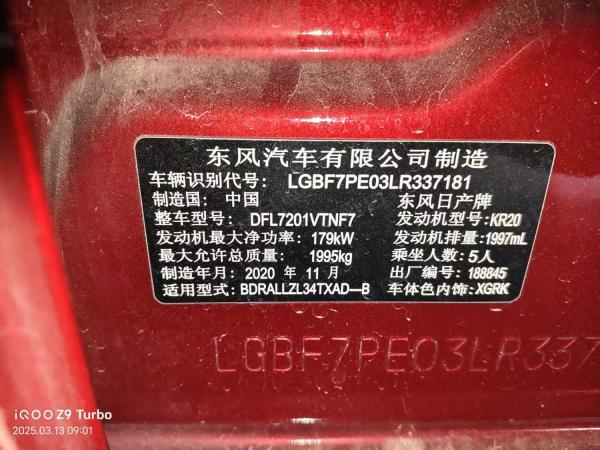 东风汽车有限公司制造
车辆识别代号: LGBF7PE03LR337181
制造国: 中国 东风日产牌
整车型号: DFL7201VTNF7 发动机型号: KR20
发动机最大净功率: 179kW 发动机排量: 1997mL
最大允许总质量: 1995kg 乘坐人数: 5人
制造年月: 2020 年 11 月 出厂编号: 188845
适用型式: BDRALLZL34TXAD—B 车体色内饰: XGRK
LGBF7PE03LR337
iQOO Z9 Turbo
2025.03.13 09:01